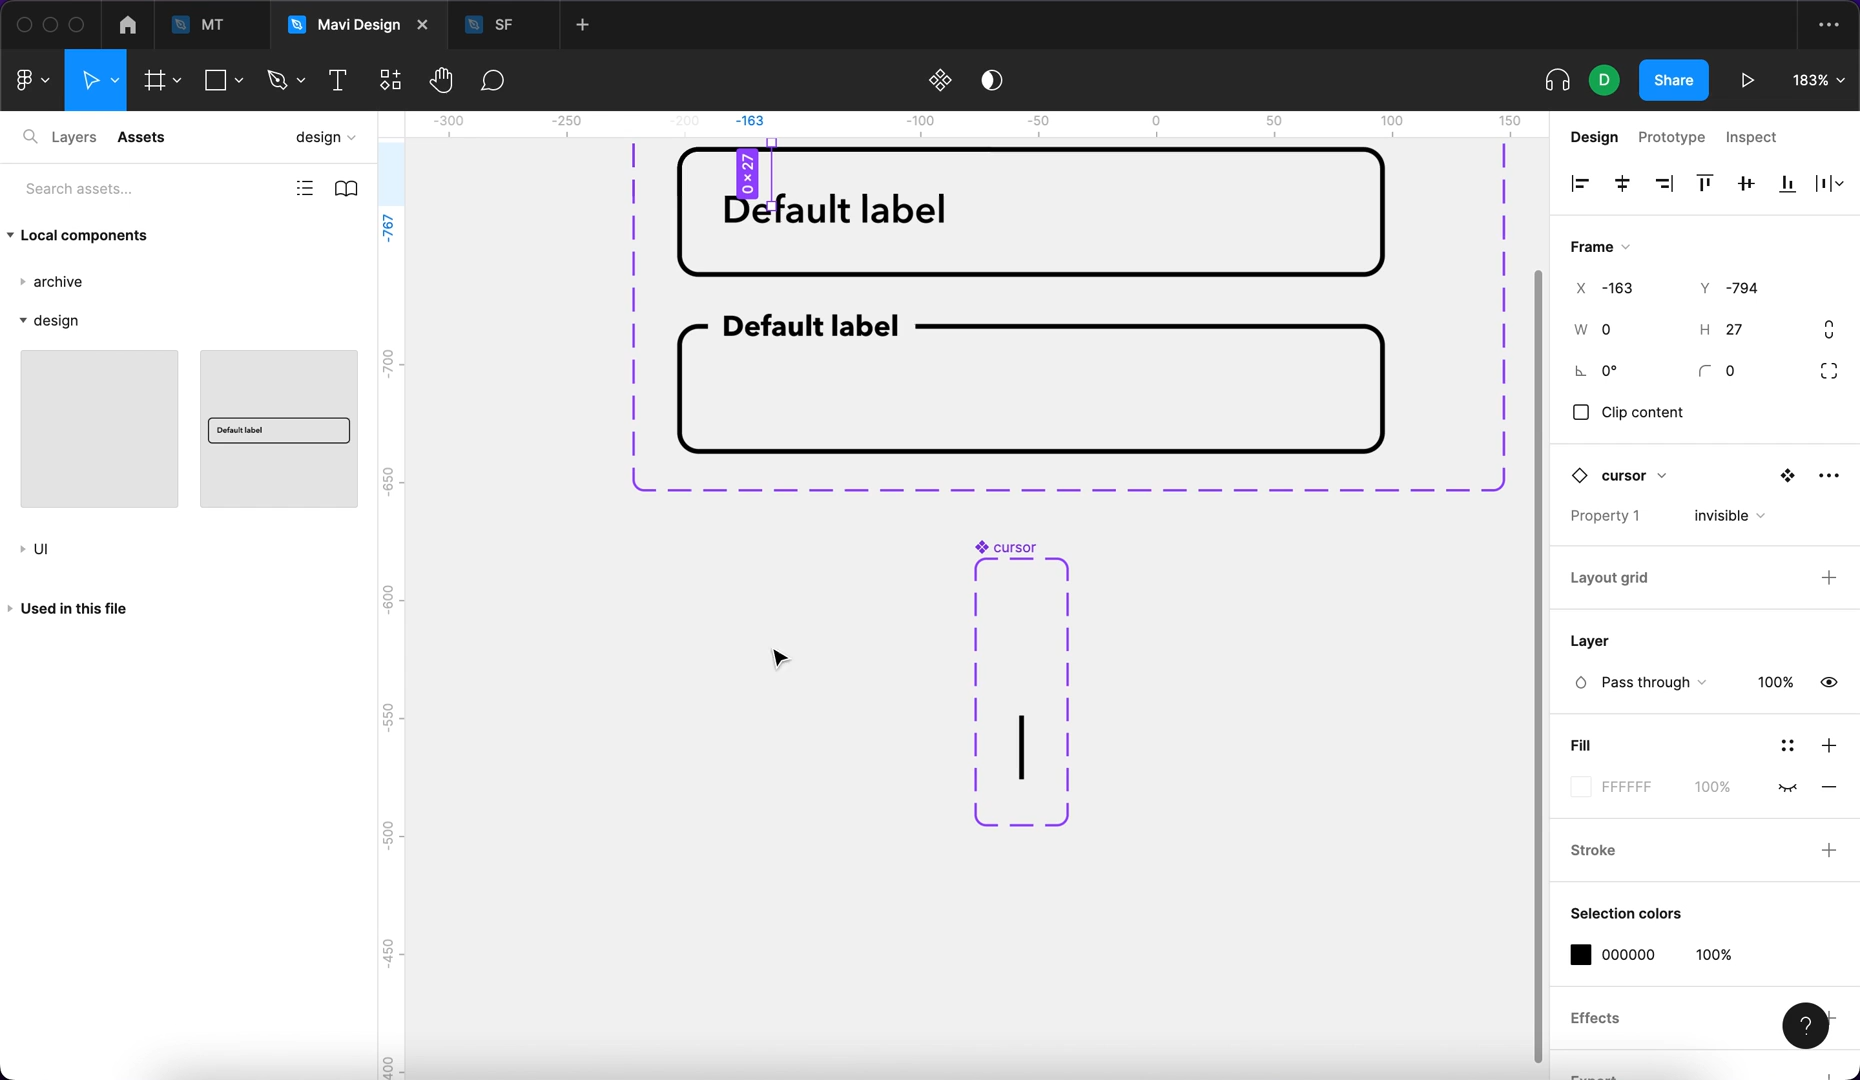 MT
Mavi Design
SF
D
Share
183%
Layers
Assets
design
Search assets...
Local components
archive
design
Default label
UI
Used in this file
-300
-250
-200
-163
-100
-50
0
50
100
150
-767
-700
-650
-600
-550
-500
-450
400
0 × 27
Default label
Default label
cursor
Design
Prototype
Inspect
Frame
X -163
Y -794
W 0
H 27
0°
0
Clip content
cursor
Property 1
invisible
Layout grid
Layer
Pass through
100%
Fill
FFFFFF
100%
Stroke
Selection colors
000000
100%
Effects
?